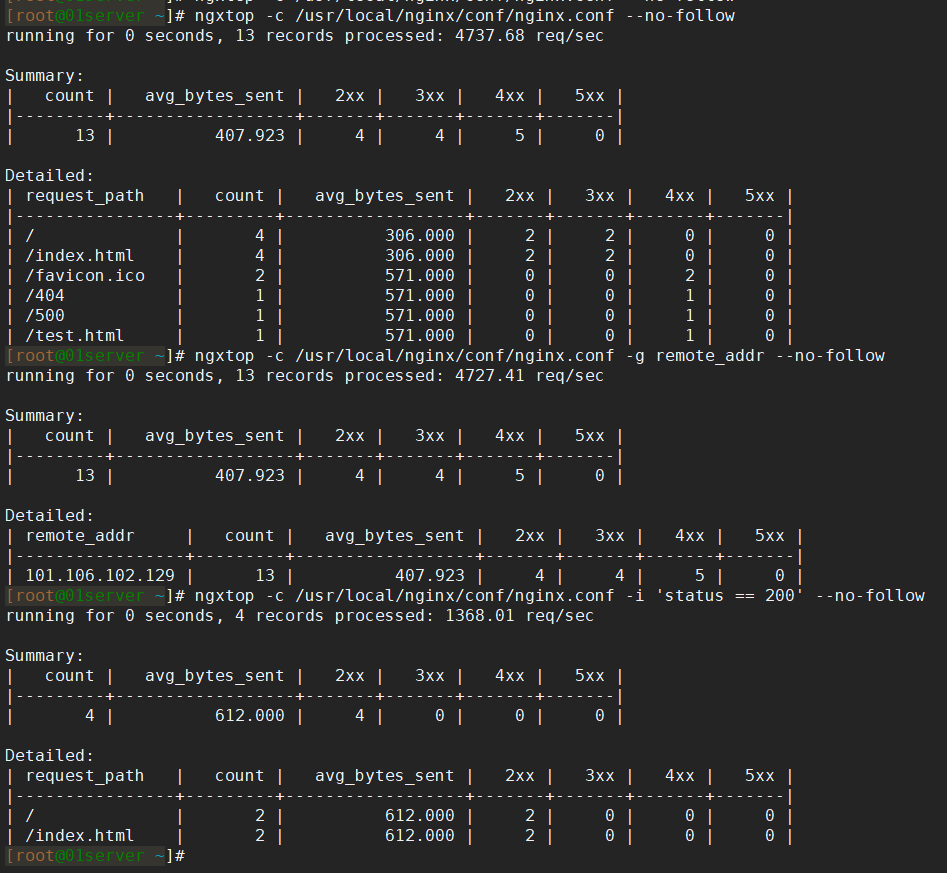 [root@01server ~]# ngxtop -c /usr/local/nginx/conf/nginx.conf --no-follow
running for 0 seconds, 13 records processed: 4737.68 req/sec

Summary:
|   count |   avg_bytes_sent |   2xx |   3xx |   4xx |   5xx |
|---------+------------------+-------+-------+-------+-------|
|      13 |          407.923 |     4 |     4 |     5 |     0 |

Detailed:
| request_path   |   count |   avg_bytes_sent |   2xx |   3xx |   4xx |   5xx |
|----------------+---------+------------------+-------+-------+-------+-------|
| /              |       4 |          306.000 |     2 |     2 |     0 |     0 |
| /index.html    |       4 |          306.000 |     2 |     2 |     0 |     0 |
| /favicon.ico   |       2 |          571.000 |     0 |     0 |     2 |     0 |
| /404           |       1 |          571.000 |     0 |     0 |     1 |     0 |
| /500           |       1 |          571.000 |     0 |     0 |     1 |     0 |
| /test.html     |       1 |          571.000 |     0 |     0 |     1 |     0 |
[root@01server ~]# ngxtop -c /usr/local/nginx/conf/nginx.conf -g remote_addr --no-follow
running for 0 seconds, 13 records processed: 4727.41 req/sec

Summary:
|   count |   avg_bytes_sent |   2xx |   3xx |   4xx |   5xx |
|---------+------------------+-------+-------+-------+-------|
|      13 |          407.923 |     4 |     4 |     5 |     0 |

Detailed:
| remote_addr     |   count |   avg_bytes_sent |   2xx |   3xx |   4xx |   5xx |
|-----------------+---------+------------------+-------+-------+-------+-------|
| 101.106.102.129 |      13 |          407.923 |     4 |     4 |     5 |     0 |
[root@01server ~]# ngxtop -c /usr/local/nginx/conf/nginx.conf -i 'status == 200' --no-follow
running for 0 seconds, 4 records processed: 1368.01 req/sec

Summary:
|   count |   avg_bytes_sent |   2xx |   3xx |   4xx |   5xx |
|---------+------------------+-------+-------+-------+-------|
|       4 |          612.000 |     4 |     0 |     0 |     0 |

Detailed:
| request_path   |   count |   avg_bytes_sent |   2xx |   3xx |   4xx |   5xx |
|----------------+---------+------------------+-------+-------+-------+-------|
| /              |       2 |          612.000 |     2 |     0 |     0 |     0 |
| /index.html    |       2 |          612.000 |     2 |     0 |     0 |     0 |
[root@01server ~]#